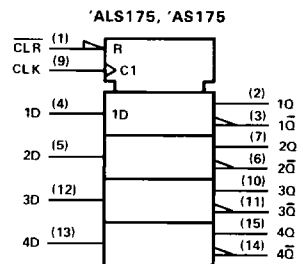 'ALS175, 'AS175
C̅L̅R̅ (1) R
CLK (9) C1
1D (4) 1D (2) 1Q
(3) 1Q̅
2D (5) (7) 2Q
(6) 2Q̅
3D (12) (10) 3Q
(11) 3Q̅
4D (13) (15) 4Q
(14) 4Q̅